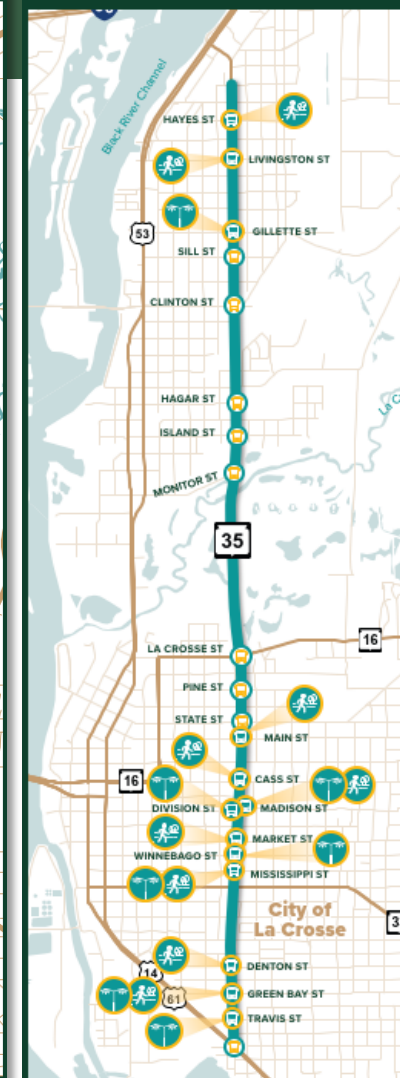 Black River Channel
HAYES ST
LIVINGSTON ST
53
GILLETTE ST
SILL ST
CLINTON ST
HAGAR ST
La C
ISLAND ST
MONITOR ST
35
16
LA CROSSE ST
PINE ST
STATE ST
MAIN ST
16
CASS ST
DIVISION ST
MADISON ST
MARKET ST
WINNEBAGO ST
MISSISSIPPI ST
City of
La Crosse
3
DENTON ST
14
GREEN BAY ST
61
TRAVIS ST